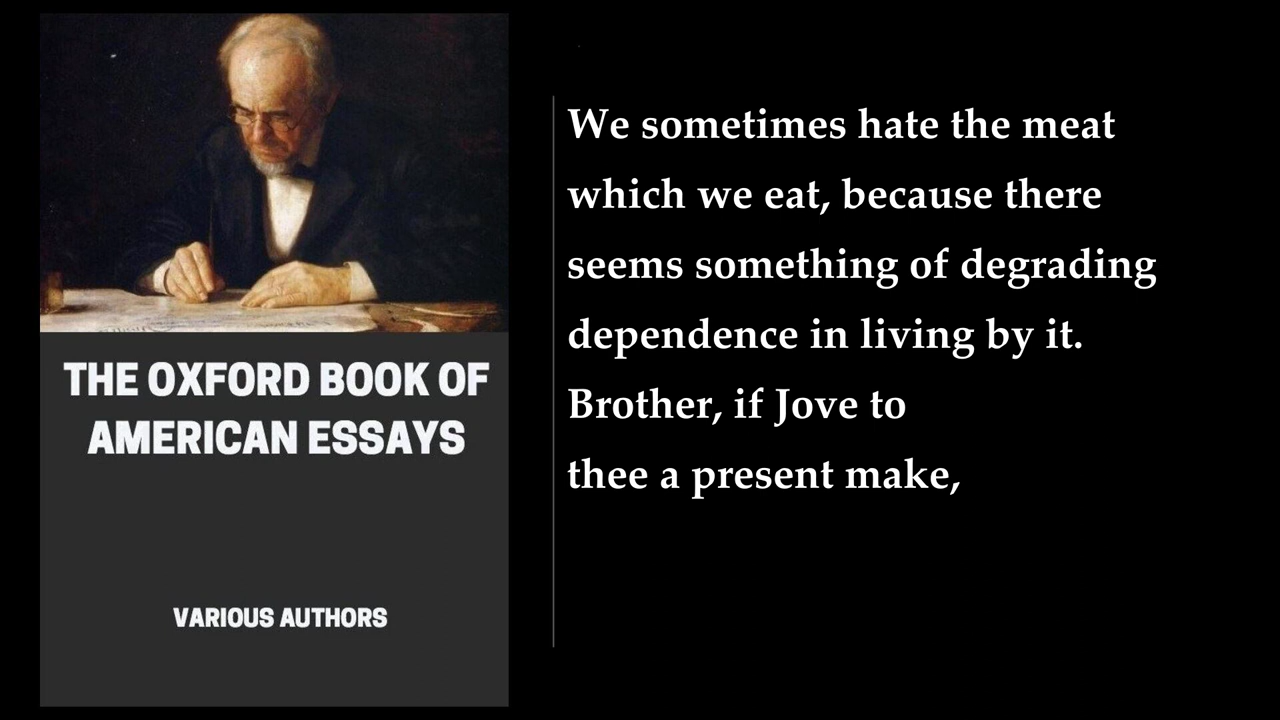 THE OXFORD BOOK OF
AMERICAN ESSAYS
VARIOUS AUTHORS
We sometimes hate the meat
which we eat, because there
seems something of degrading
dependence in living by it.
Brother, if Jove to
thee a present make,